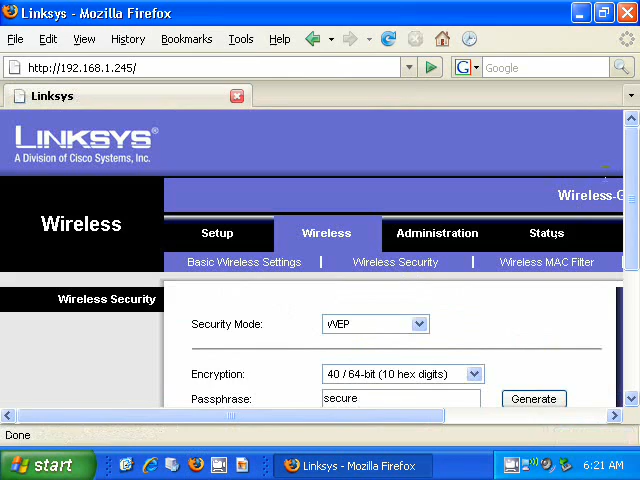 Linksys - Mozilla Firefox
File Edit View History Bookmarks Tools Help
http://192.168.1.245/ Google
Linksys
LINKSYS®
A Division of Cisco Systems, Inc.
Wireless-G
Wireless Setup Wireless Administration Status
Basic Wireless Settings | Wireless Security | Wireless MAC Filter
Wireless Security
Security Mode: WEP
Encryption: 40 / 64-bit (10 hex digits)
Passphrase: secure Generate
Done
start Linksys - Mozilla Firefox 6:21 AM